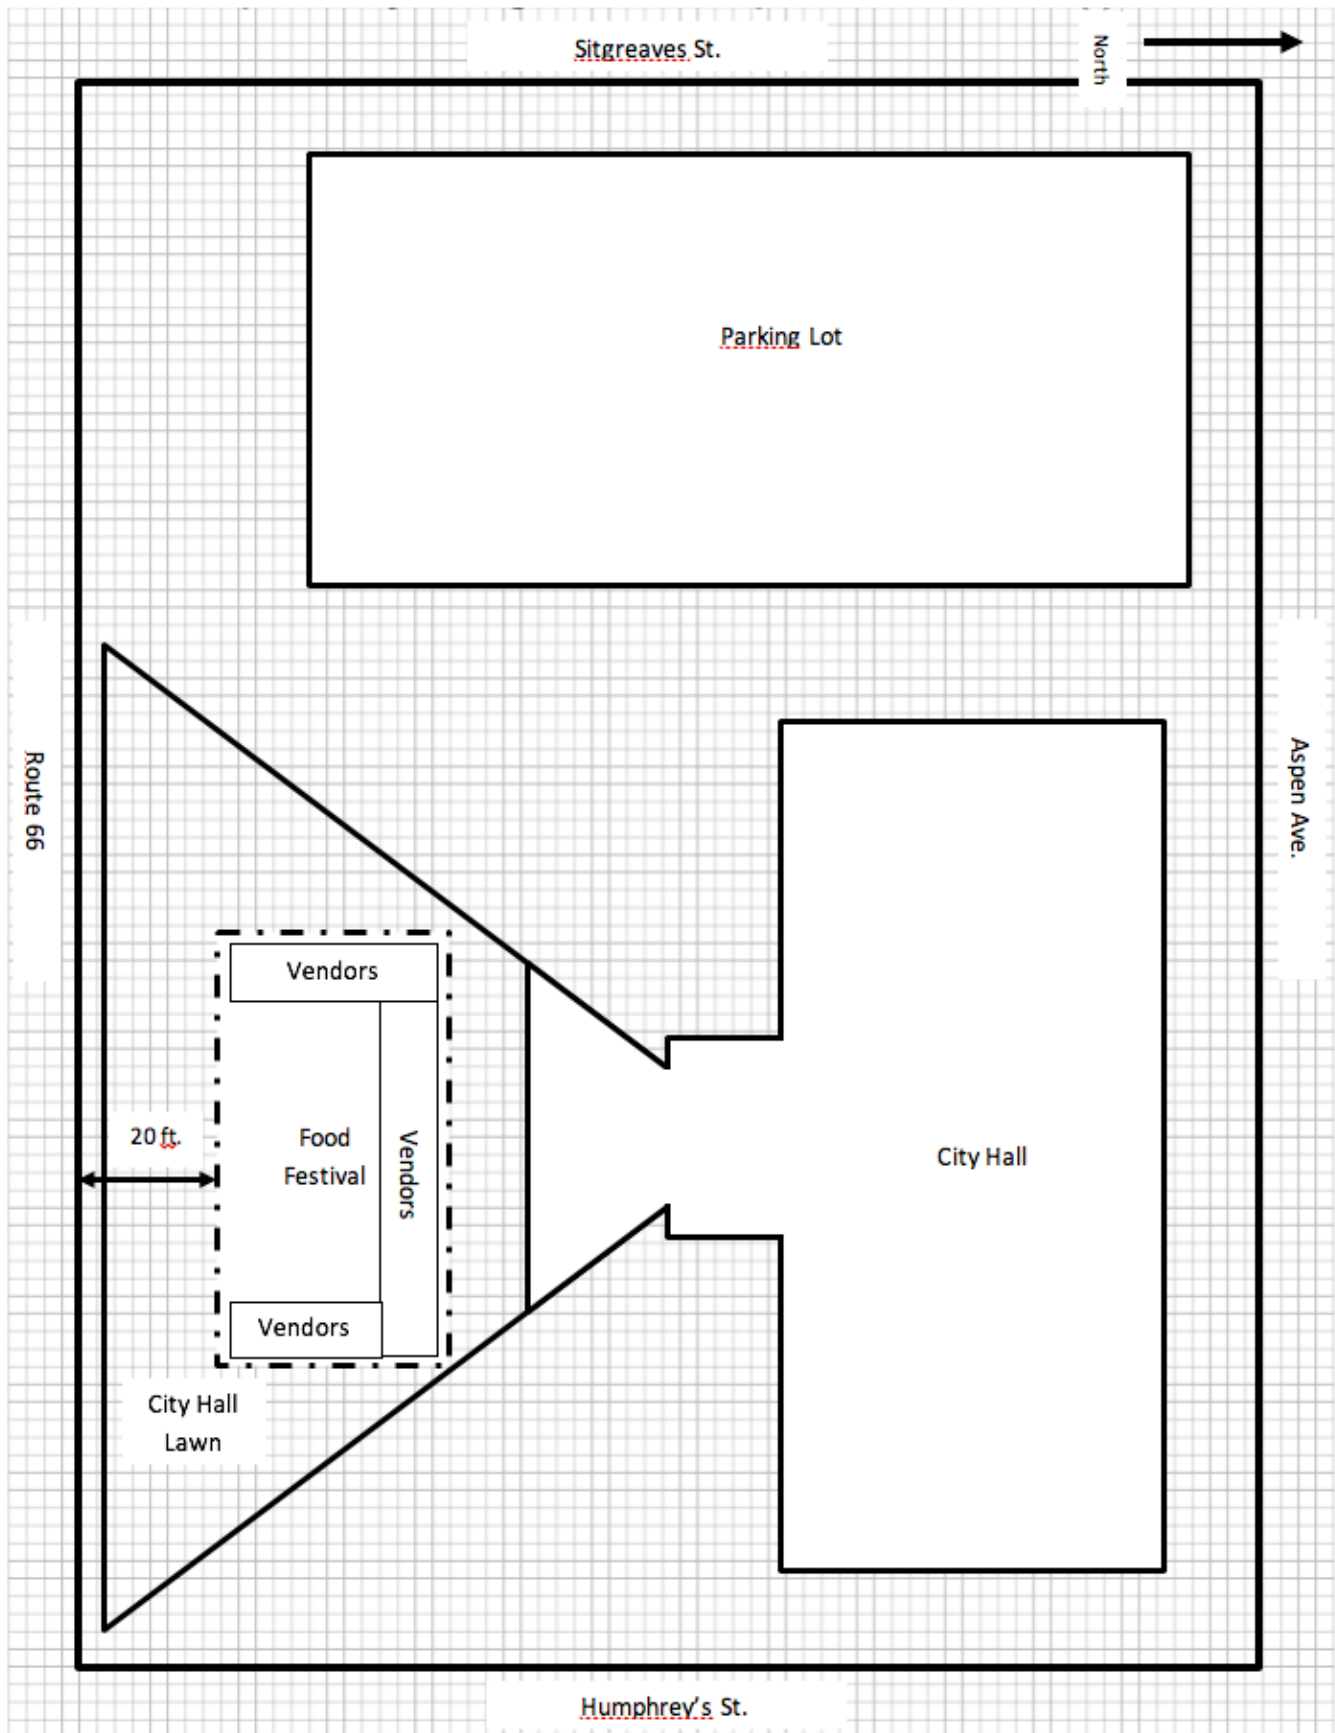 Sitgreaves St.
North
Parking Lot
Route 66
Aspen Ave.
Vendors
20 ft.
Food
Festival
Vendors
City Hall
Vendors
City Hall
Lawn
Humphrey's St.